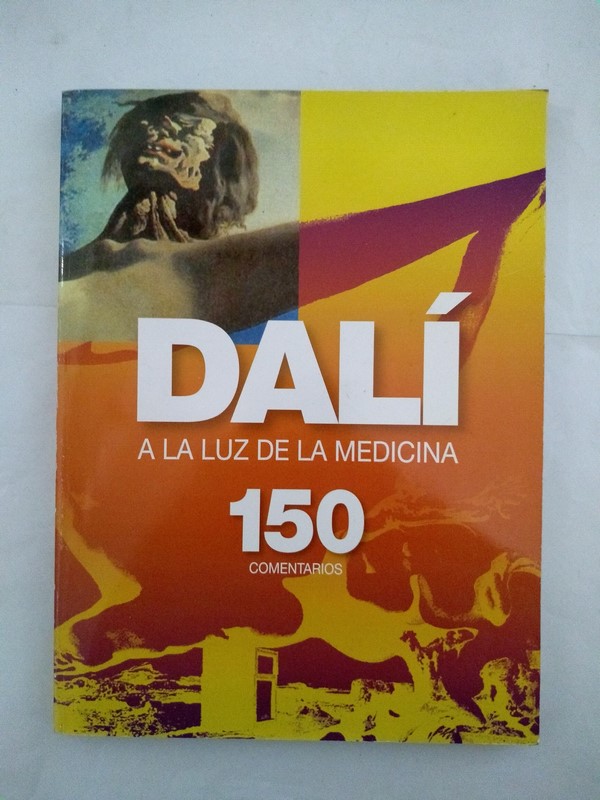 DALÍ
A LA LUZ DE LA MEDICINA
150
COMENTARIOS